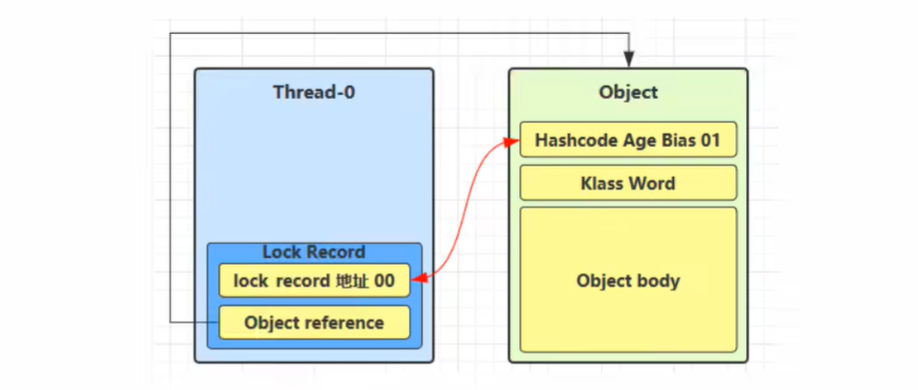 Thread-0
Lock Record
lock record 地址 00
Object reference
Object
Hashcode Age Bias 01
Klass Word
Object body